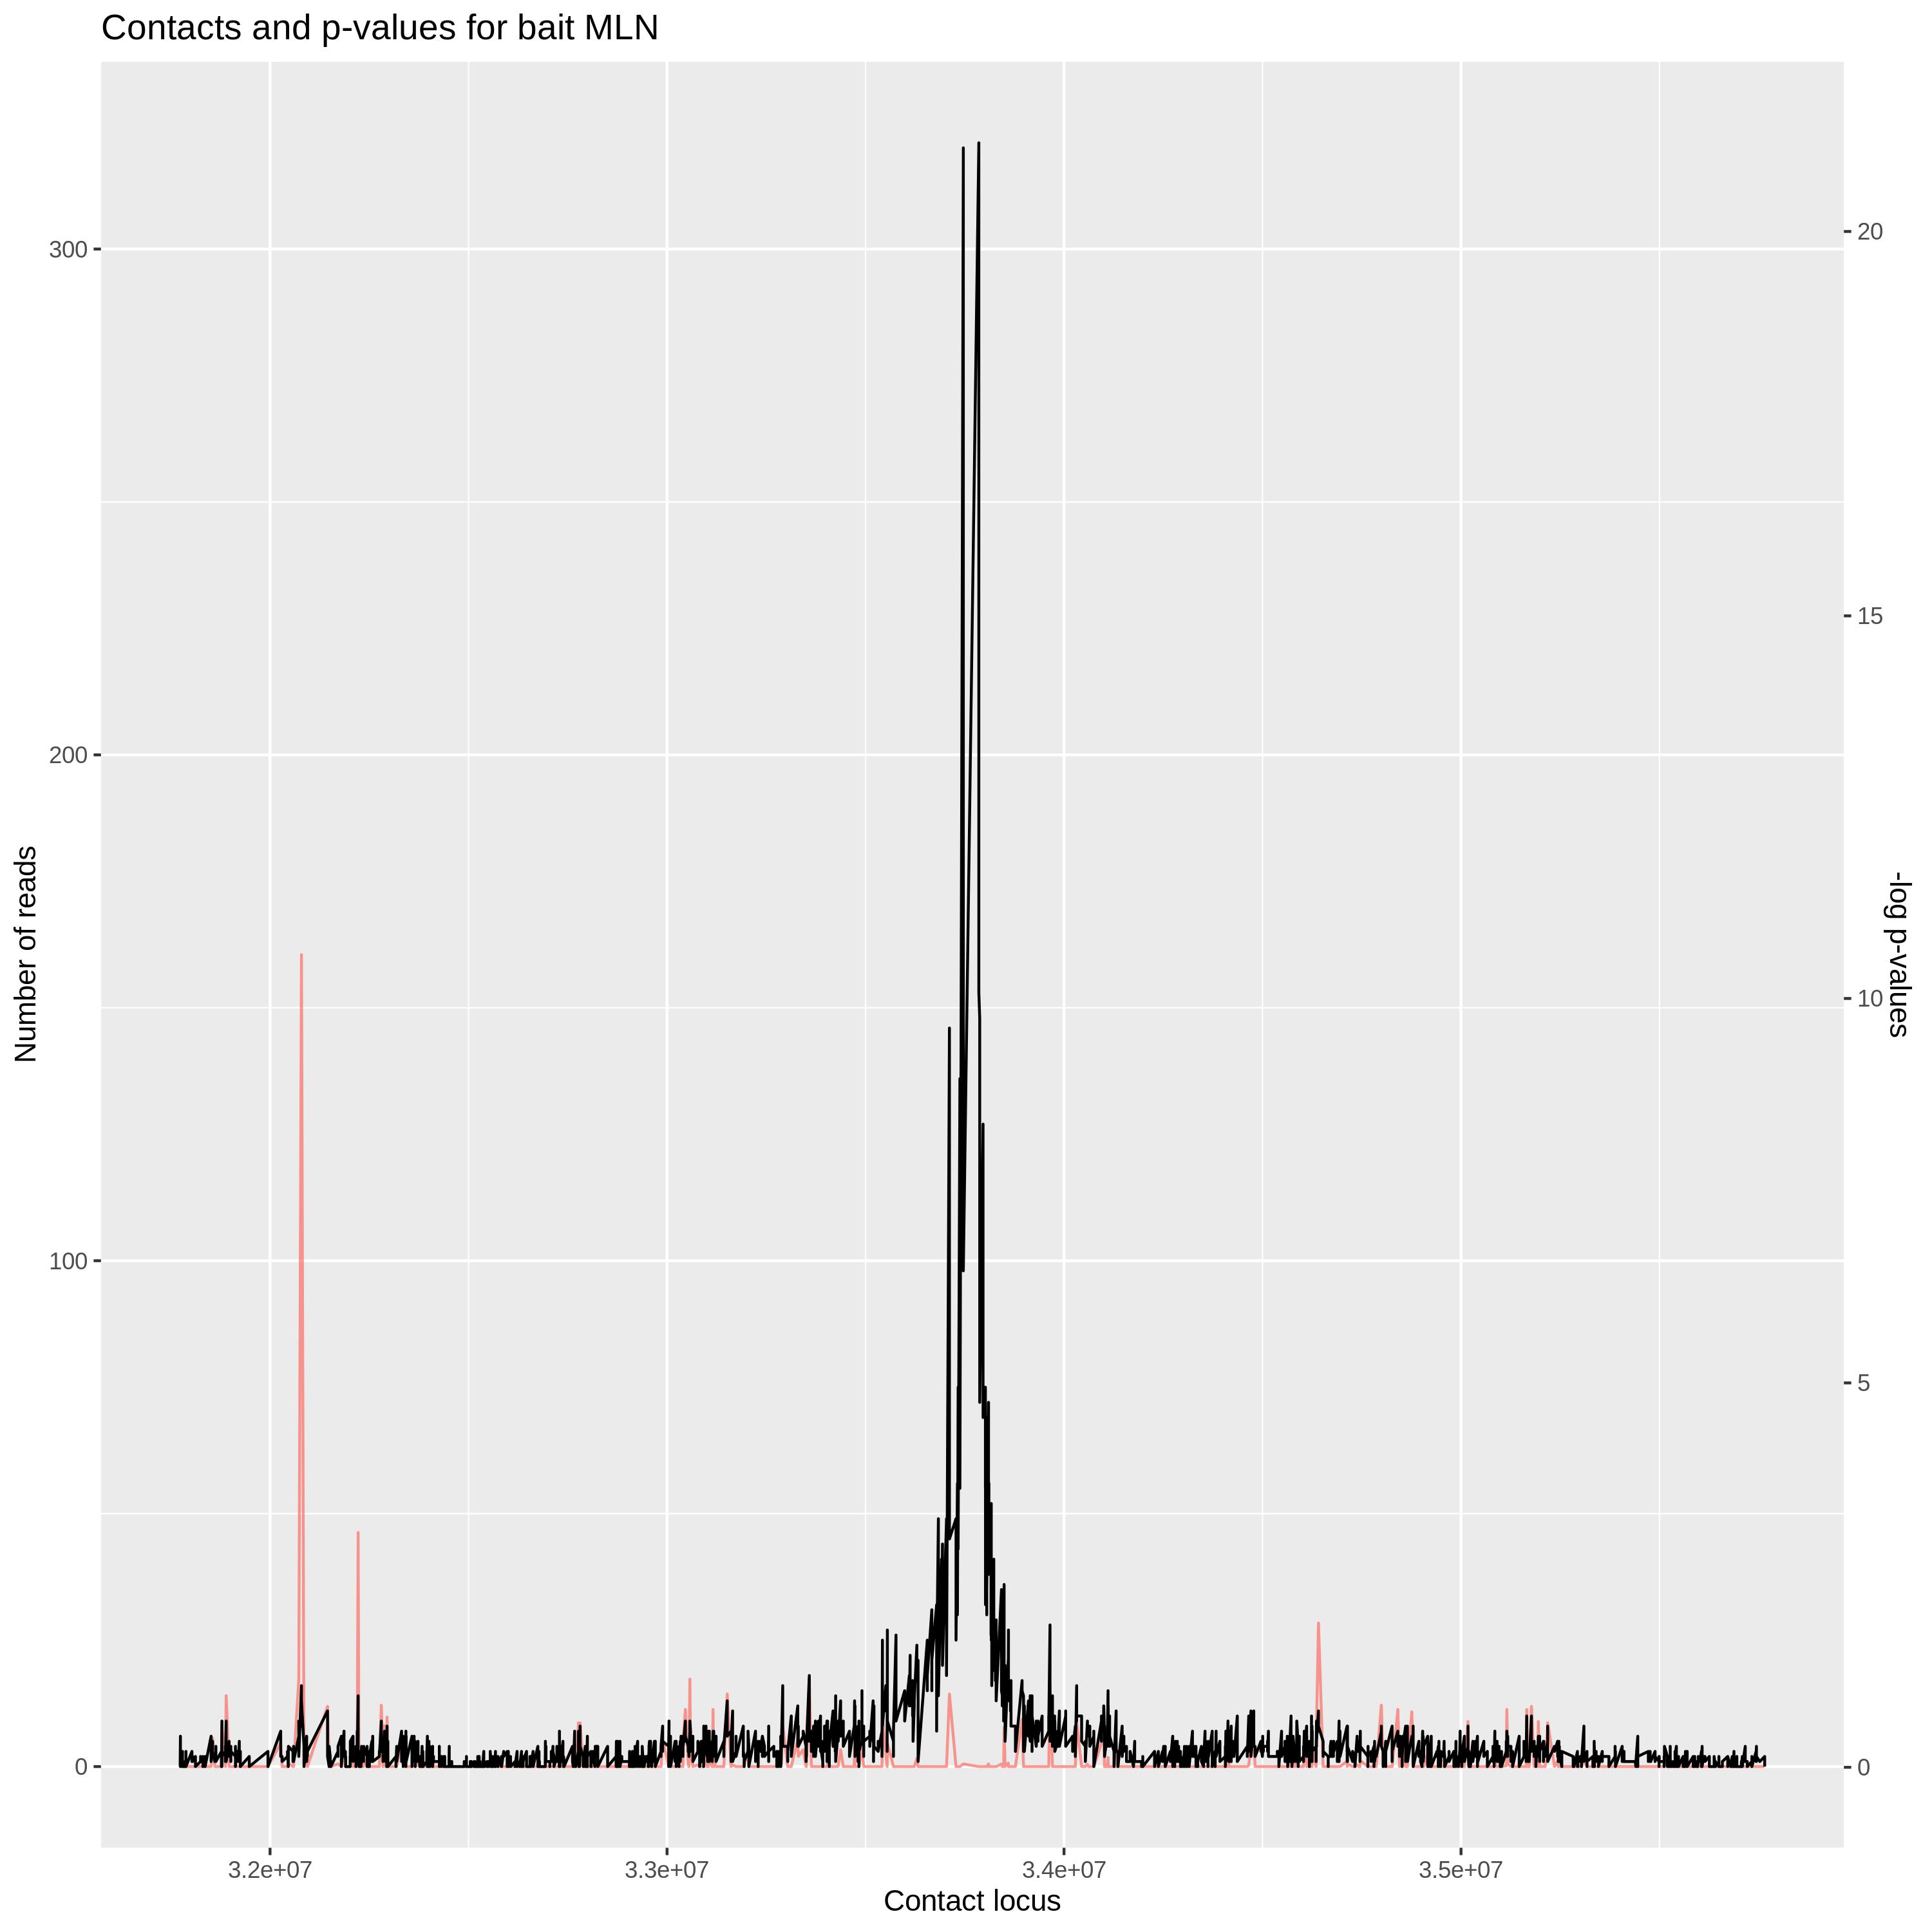 Contacts and p-values for bait MLN
300
200
100
0
Number of reads
20
15
10
5
0
-log p-values
3.2e+07 3.3e+07 3.4e+07 3.5e+07
Contact locus